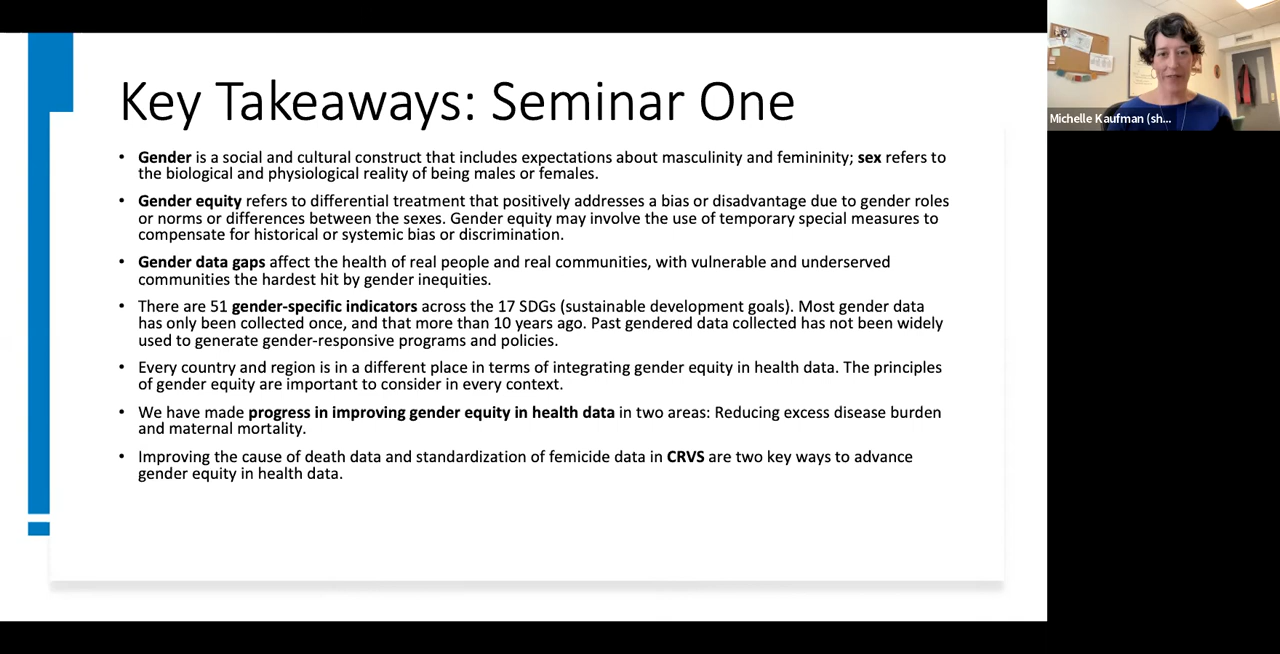 Key Takeaways: Seminar One
• Gender is a social and cultural construct that includes expectations about masculinity and femininity; sex refers to
the biological and physiological reality of being males or females.
• Gender equity refers to differential treatment that positively addresses a bias or disadvantage due to gender roles
or norms or differences between the sexes. Gender equity may involve the use of temporary special measures to
compensate for historical or systemic bias or discrimination.
• Gender data gaps affect the health of real people and real communities, with vulnerable and underserved
communities the hardest hit by gender inequities.
• There are 51 gender-specific indicators across the 17 SDGs (sustainable development goals). Most gender data
has only been collected once, and that more than 10 years ago. Past gendered data collected has not been widely
used to generate gender-responsive programs and policies.
• Every country and region is in a different place in terms of integrating gender equity in health data. The principles
of gender equity are important to consider in every context.
• We have made progress in improving gender equity in health data in two areas: Reducing excess disease burden
and maternal mortality.
• Improving the cause of death data and standardization of femicide data in CRVS are two key ways to advance
gender equity in health data.
Michelle Kaufman (sh...